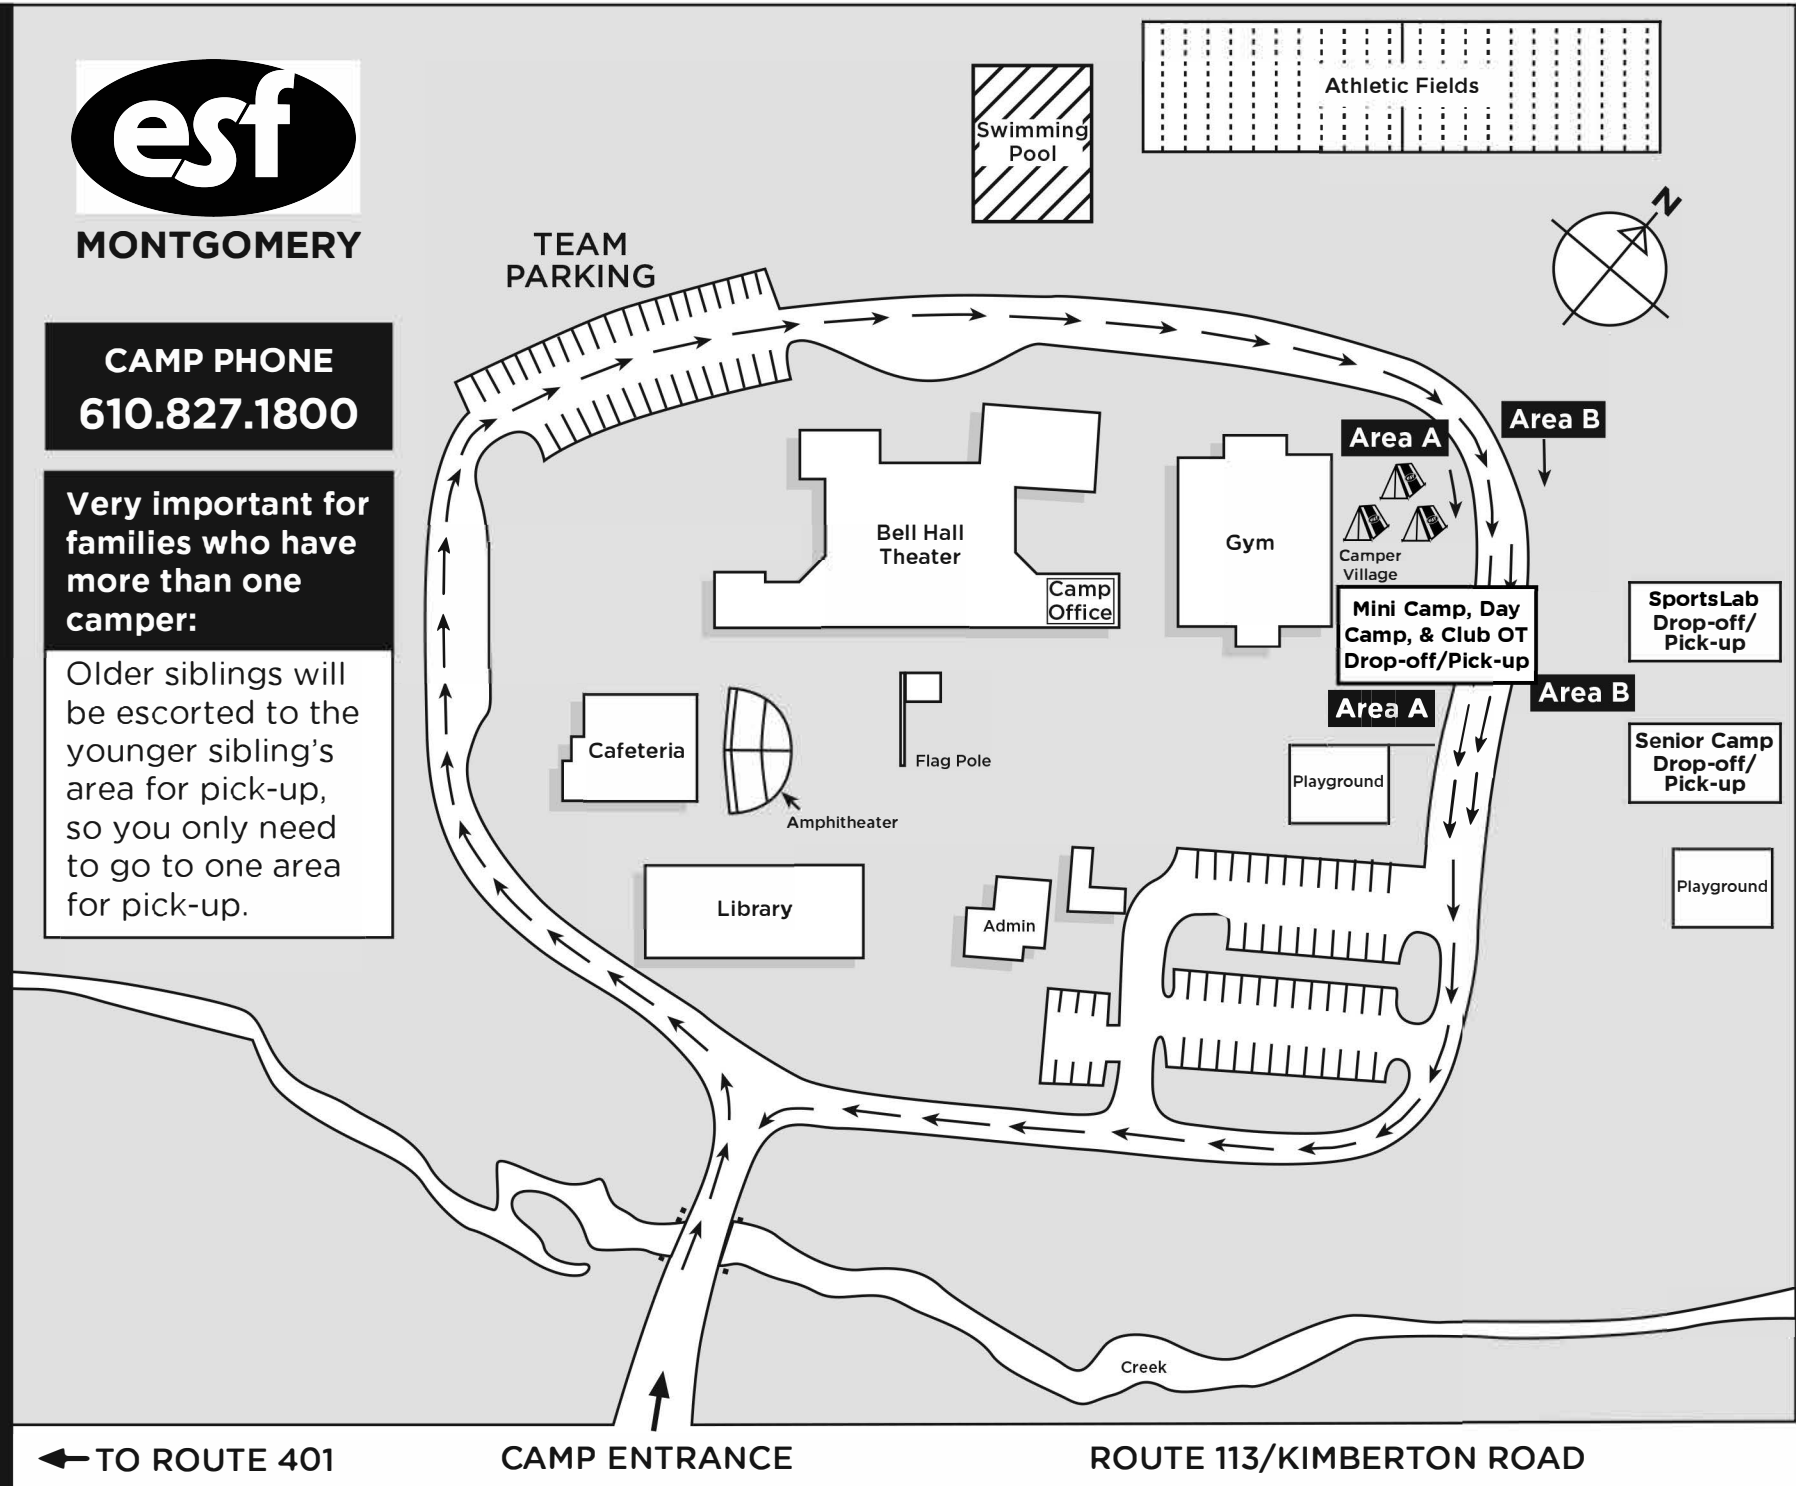 esf
MONTGOMERY
CAMP PHONE
610.827.1800
Very important for
families who have
more than one
camper:
Older siblings will
be escorted to the
younger sibling's
area for pick-up,
so you only need
to go to one area
for pick-up.
TEAM
PARKING
Swimming
Pool
Athletic Fields
N
Area A
Area B
Bell Hall
Theater
Camp
Office
Gym
Camper
Village
Mini Camp, Day
Camp, & Club OT
Drop-off/Pick-up
SportsLab
Drop-off/
Pick-up
Area A
Area B
Senior Camp
Drop-off/
Pick-up
Cafeteria
Amphitheater
Flag Pole
Playground
Playground
Library
Admin
Creek
TO ROUTE 401
CAMP ENTRANCE
ROUTE 113/KIMBERTON ROAD